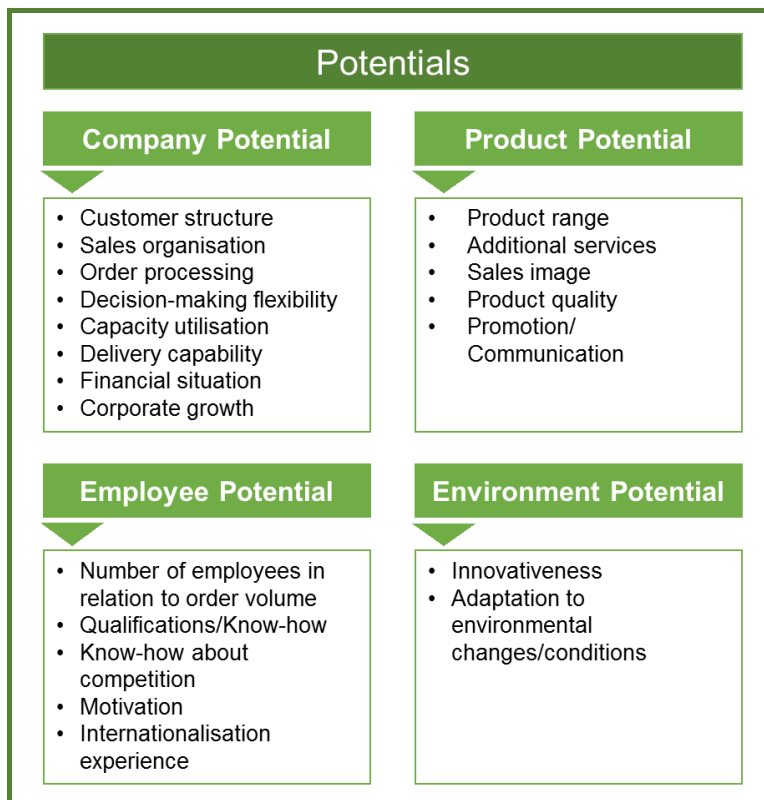 Potentials
Company Potential
• Customer structure
• Sales organisation
• Order processing
• Decision-making flexibility
• Capacity utilisation
• Delivery capability
• Financial situation
• Corporate growth
Product Potential
• Product range
• Additional services
• Sales image
• Product quality
• Promotion/
Communication
Employee Potential
• Number of employees in
relation to order volume
• Qualifications/Know-how
• Know-how about
competition
• Motivation
• Internationalisation
experience
Environment Potential
• Innovativeness
• Adaptation to
environmental
changes/conditions